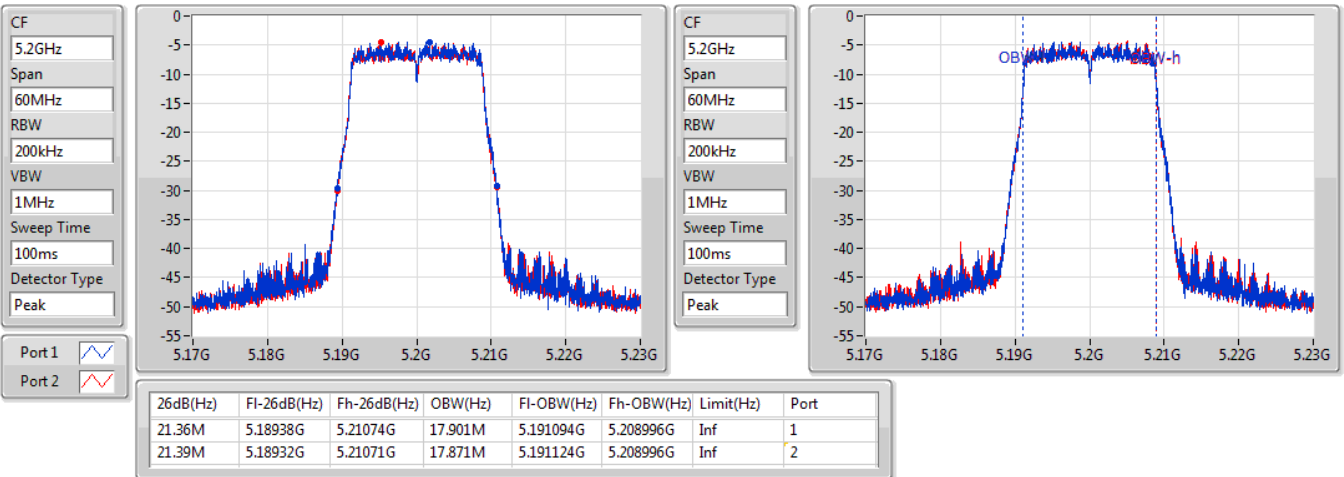 CF
5.2GHz
Span
60MHz
RBW
200kHz
VBW
1MHz
Sweep Time
100ms
Detector Type
Peak
Port 1
Port 2
0
-5
-10
-15
-20
-25
-30
-35
-40
-45
-50
-55
5.17G 5.18G 5.19G 5.2G 5.21G 5.22G 5.23G
CF
5.2GHz
Span
60MHz
RBW
200kHz
VBW
1MHz
Sweep Time
100ms
Detector Type
Peak
0
-5
-10
-15
-20
-25
-30
-35
-40
-45
-50
-55
5.17G 5.18G 5.19G 5.2G 5.21G 5.22G 5.23G
26dB(Hz) Fl-26dB(Hz) Fh-26dB(Hz) OBW(Hz) Fl-OBW(Hz) Fh-OBW(Hz) Limit(Hz) Port
21.36M 5.18938G 5.21074G 17.901M 5.191094G 5.208996G Inf 1
21.39M 5.18932G 5.21071G 17.871M 5.191124G 5.208996G Inf 2